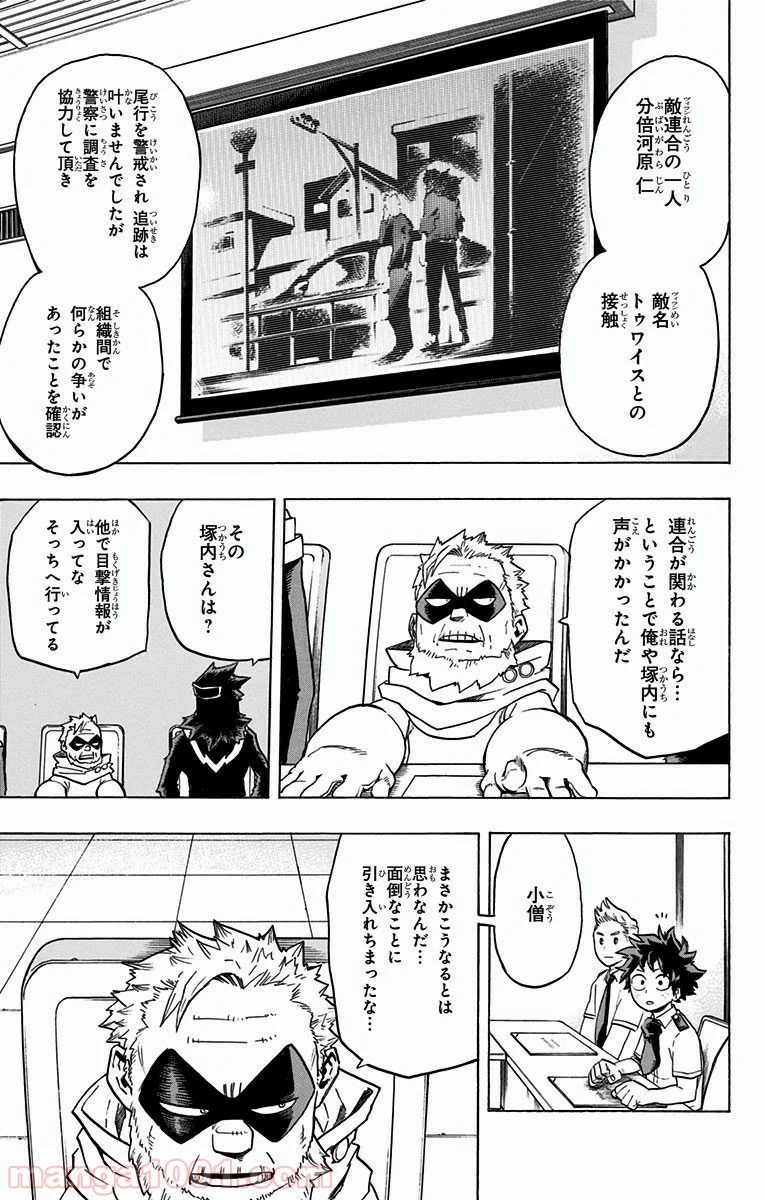 敵連合の一人
分倍河原 仁
敵名
トゥワイスとの
接触
尾行を警戒され 追跡は
叶いませんでしたが
警察に調査を
協力して頂き
組織間で
何らかの争いが
あったことを確認
連合が関わる話なら…
ということで俺や塚内にも
声がかかったんだ
その
塚内さんは?
他で目撃情報が
入ってな
そっちへ行ってる
小僧
まさかこうなるとは
思わなんだ…
面倒なことに
引き入れちまったな…
manga1001.com